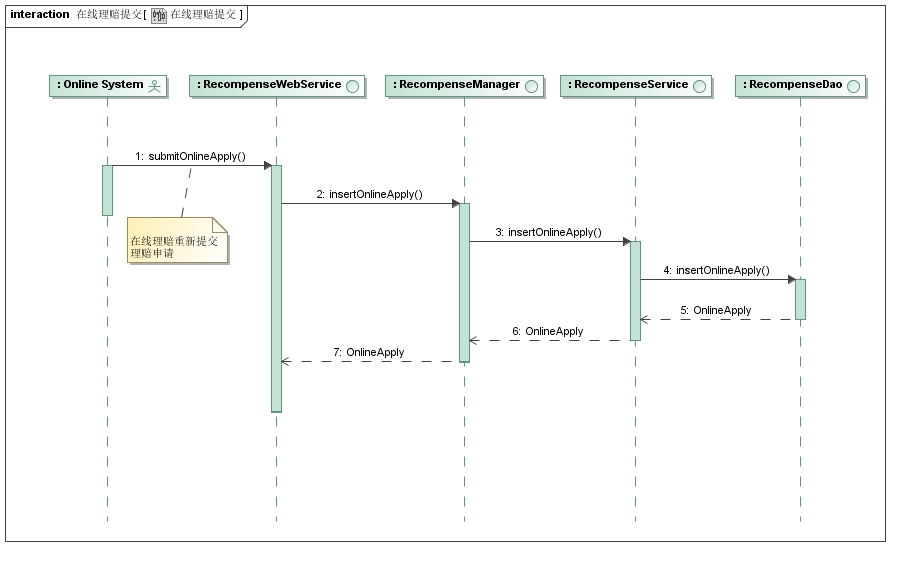 interaction 在线理赔提交[ 在线理赔提交 ]
: Online System
: RecompenseWebService
: RecompenseManager
: RecompenseService
: RecompenseDao
1: submitOnlineApply()
2: insertOnlineApply()
在线理赔重新提交
理赔申请
3: insertOnlineApply()
4: insertOnlineApply()
5: OnlineApply
6: OnlineApply
7: OnlineApply